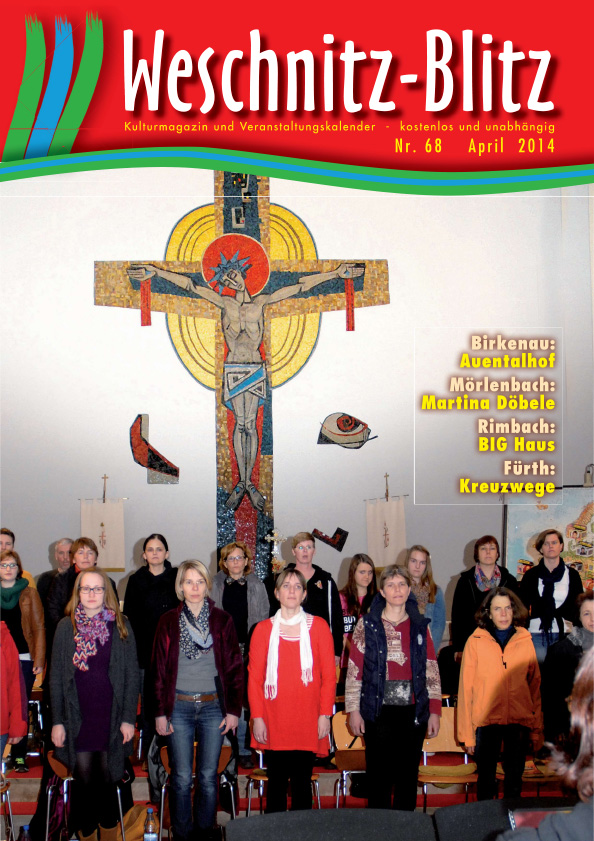 Weschnitz-Blitz
Kulturmagazin und Veranstaltungskalender - kostenlos und unabhängig
Nr. 68 April 2014
Birkenau:
Auentalhof
Mörlenbach:
Martina Döbele
Rimbach:
BIG Haus
Fürth:
Kreuzwege